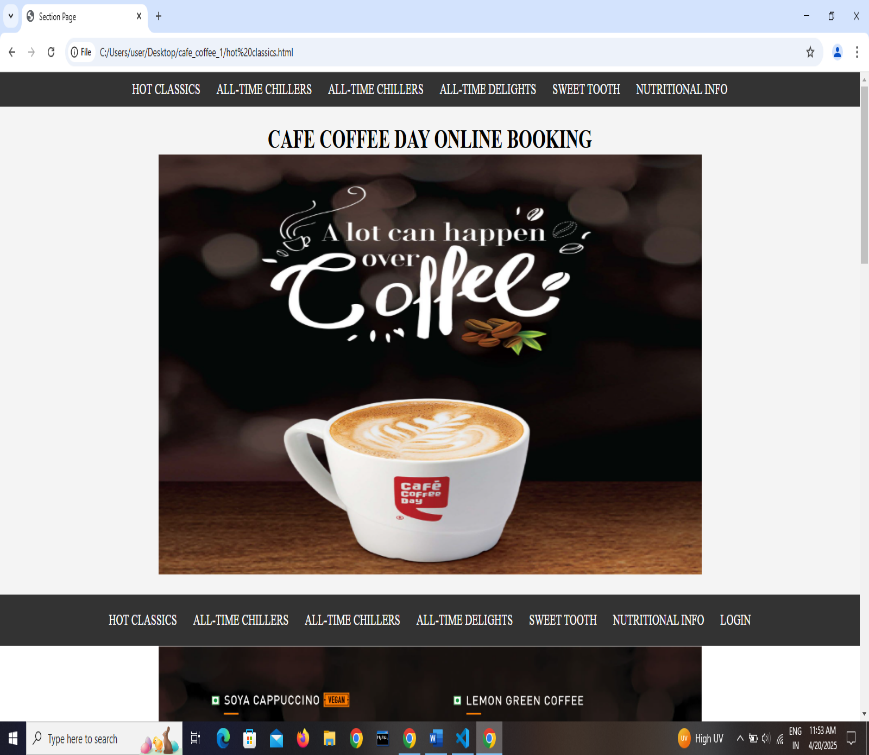 Section Page
File C:/Users/user/Desktop/cafe_coffee_1/hot%20classics.html
HOT CLASSICS ALL-TIME CHILLERS ALL-TIME CHILLERS ALL-TIME DELIGHTS SWEET TOOTH NUTRITIONAL INFO
CAFE COFFEE DAY ONLINE BOOKING
A lot can happen
over
Coffee
Café
Coffee
Day
HOT CLASSICS ALL-TIME CHILLERS ALL-TIME CHILLERS ALL-TIME DELIGHTS SWEET TOOTH NUTRITIONAL INFO LOGIN
SOYA CAPPUCCINO VEGAN LEMON GREEN COFFEE
Type here to search
High UV
ENG
IN
11:53 AM
4/20/2025